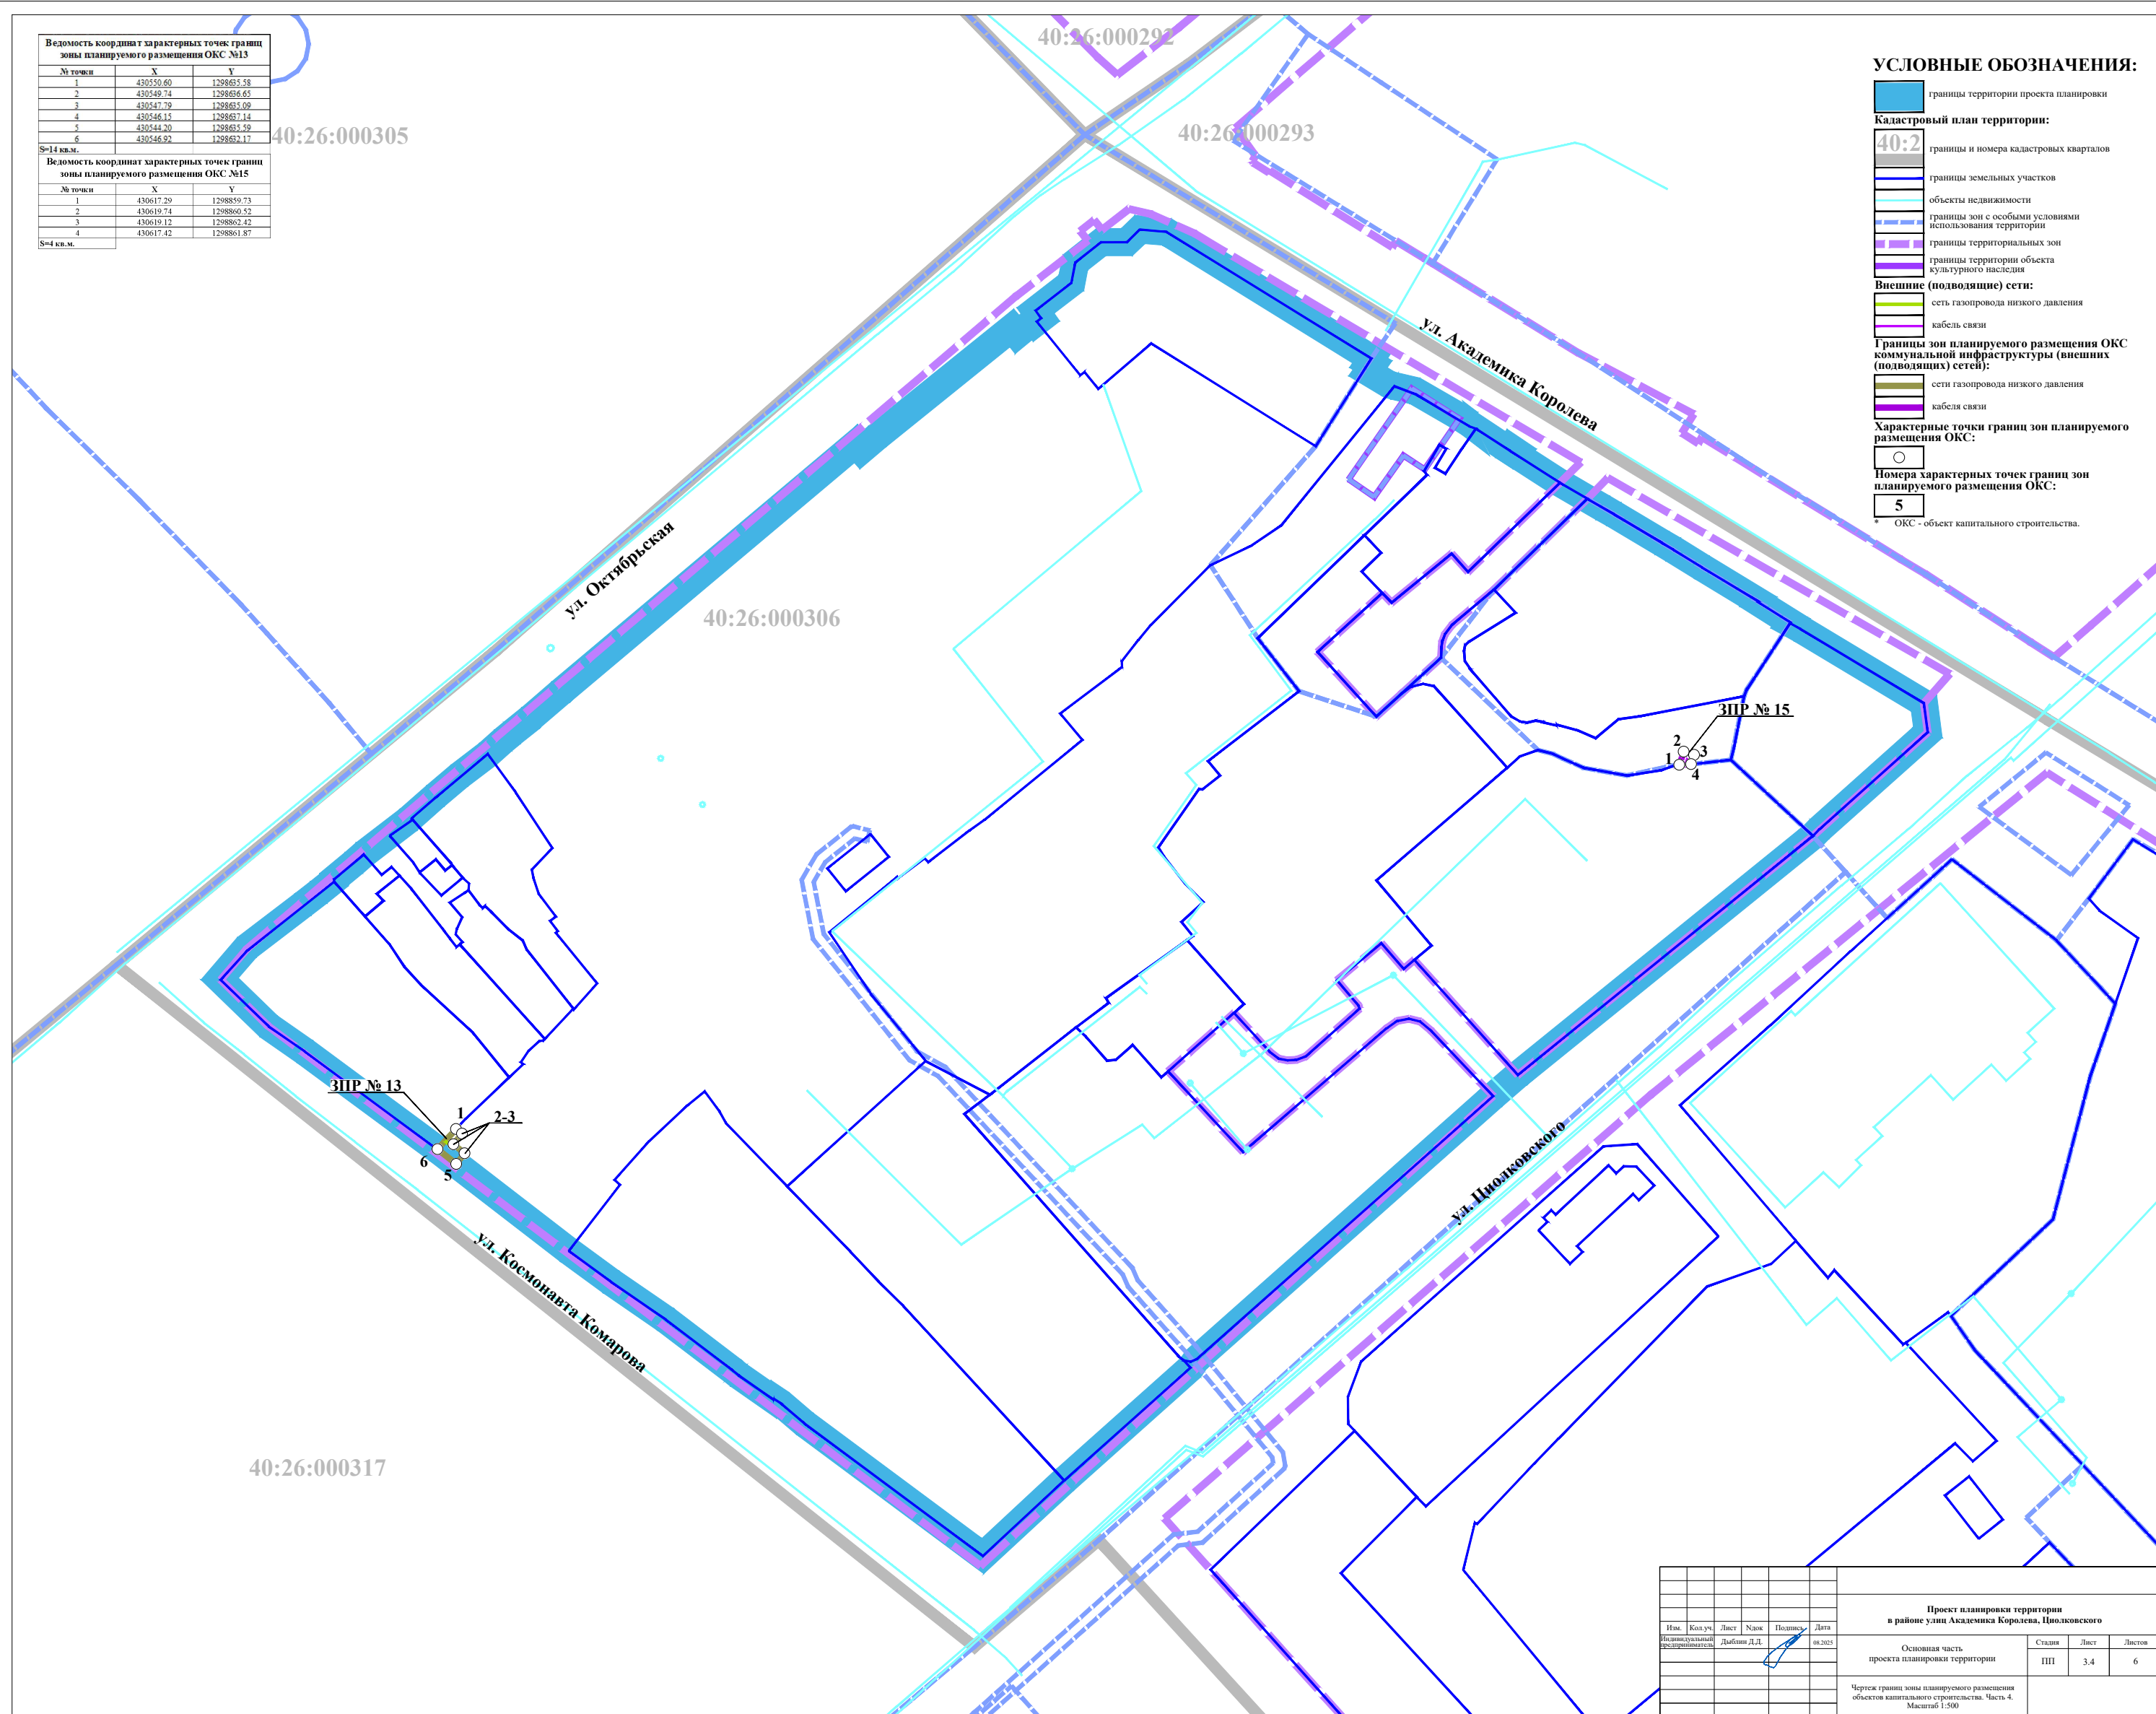 Ведомость координат характерных точек границ
зоны планируемого размещения ОКС №13
№ точки X Y
1 430550.60 1298635.58
2 430549.74 1298636.65
3 430547.79 1298635.09
4 430546.15 1298637.14
5 430544.20 1298635.59
6 430546.92 1298632.17
S=14 кв.м.
Ведомость координат характерных точек границ
зоны планируемого размещения ОКС №15
№ точки X Y
1 430617.29 1298859.73
2 430619.74 1298860.52
3 430619.12 1298862.42
4 430617.42 1298861.87
S=4 кв.м.
40:26:000292
40:26:000305
40:26:000293
УСЛОВНЫЕ ОБОЗНАЧЕНИЯ:
границы территории проекта планировки
Кадастровый план территории:
40:2
границы и номера кадастровых кварталов
границы земельных участков
объекты недвижимости
границы зон с особыми условиями
использования территории
границы территориальных зон
границы территории объекта
культурного наследия
Внешние (подводящие) сети:
сеть газопровода низкого давления
кабель связи
Границы зон планируемого размещения ОКС
коммунальной инфраструктуры (внешних
(подводящих) сетей):
сети газопровода низкого давления
кабеля связи
Характерные точки границ зон планируемого
размещения ОКС:
Номера характерных точек границ зон
планируемого размещения ОКС:
5
* ОКС - объект капитального строительства.
ул. Академика Королева
ул. Октябрьская
40:26:000306
ЗПР № 15
2
3
1
4
ЗПР № 13
1
2-3
6
5
ул. Циолковского
ул. Космонавта Комарова
40:26:000317
Проект планировки территории
в районе улиц Академика Королева, Циолковского
Изм. Кол.уч. Лист Nдок Подпись Дата
Индивидуальный
предприниматель
Дыблин Д.Д.
09.2025
Основная часть
проекта планировки территории
Стадия Лист Листов
ПП 3.4 6
Чертеж границ зоны планируемого размещения
объектов капитального строительства. Часть 4.
Масштаб 1:500